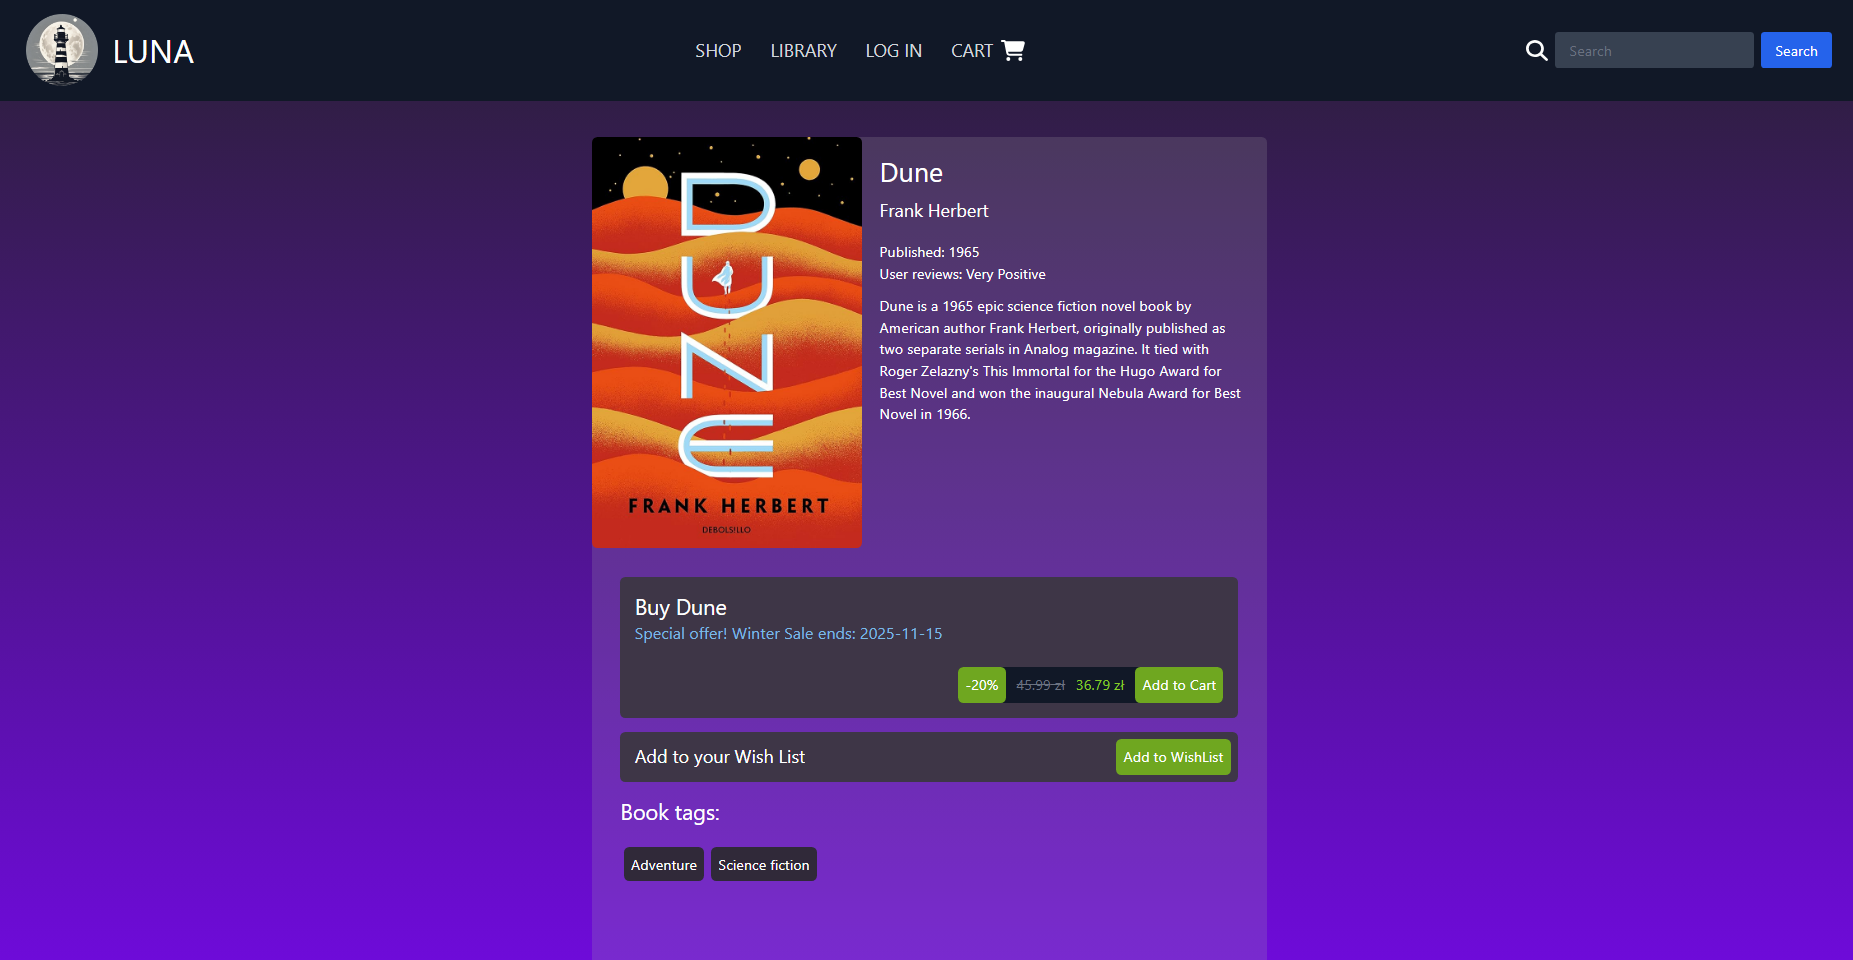 LUNA
SHOP LIBRARY LOG IN CART
Search Search
DUNE
FRANK HERBERT
DEBOLS!LLO
Dune
Frank Herbert
Published: 1965
User reviews: Very Positive
Dune is a 1965 epic science fiction novel book by
American author Frank Herbert, originally published as
two separate serials in Analog magazine. It tied with
Roger Zelazny's This Immortal for the Hugo Award for
Best Novel and won the inaugural Nebula Award for Best
Novel in 1966.
Buy Dune
Special offer! Winter Sale ends: 2025-11-15
-20% 45.99 zł 36.79 zł Add to Cart
Add to your Wish List Add to WishList
Book tags:
Adventure Science fiction